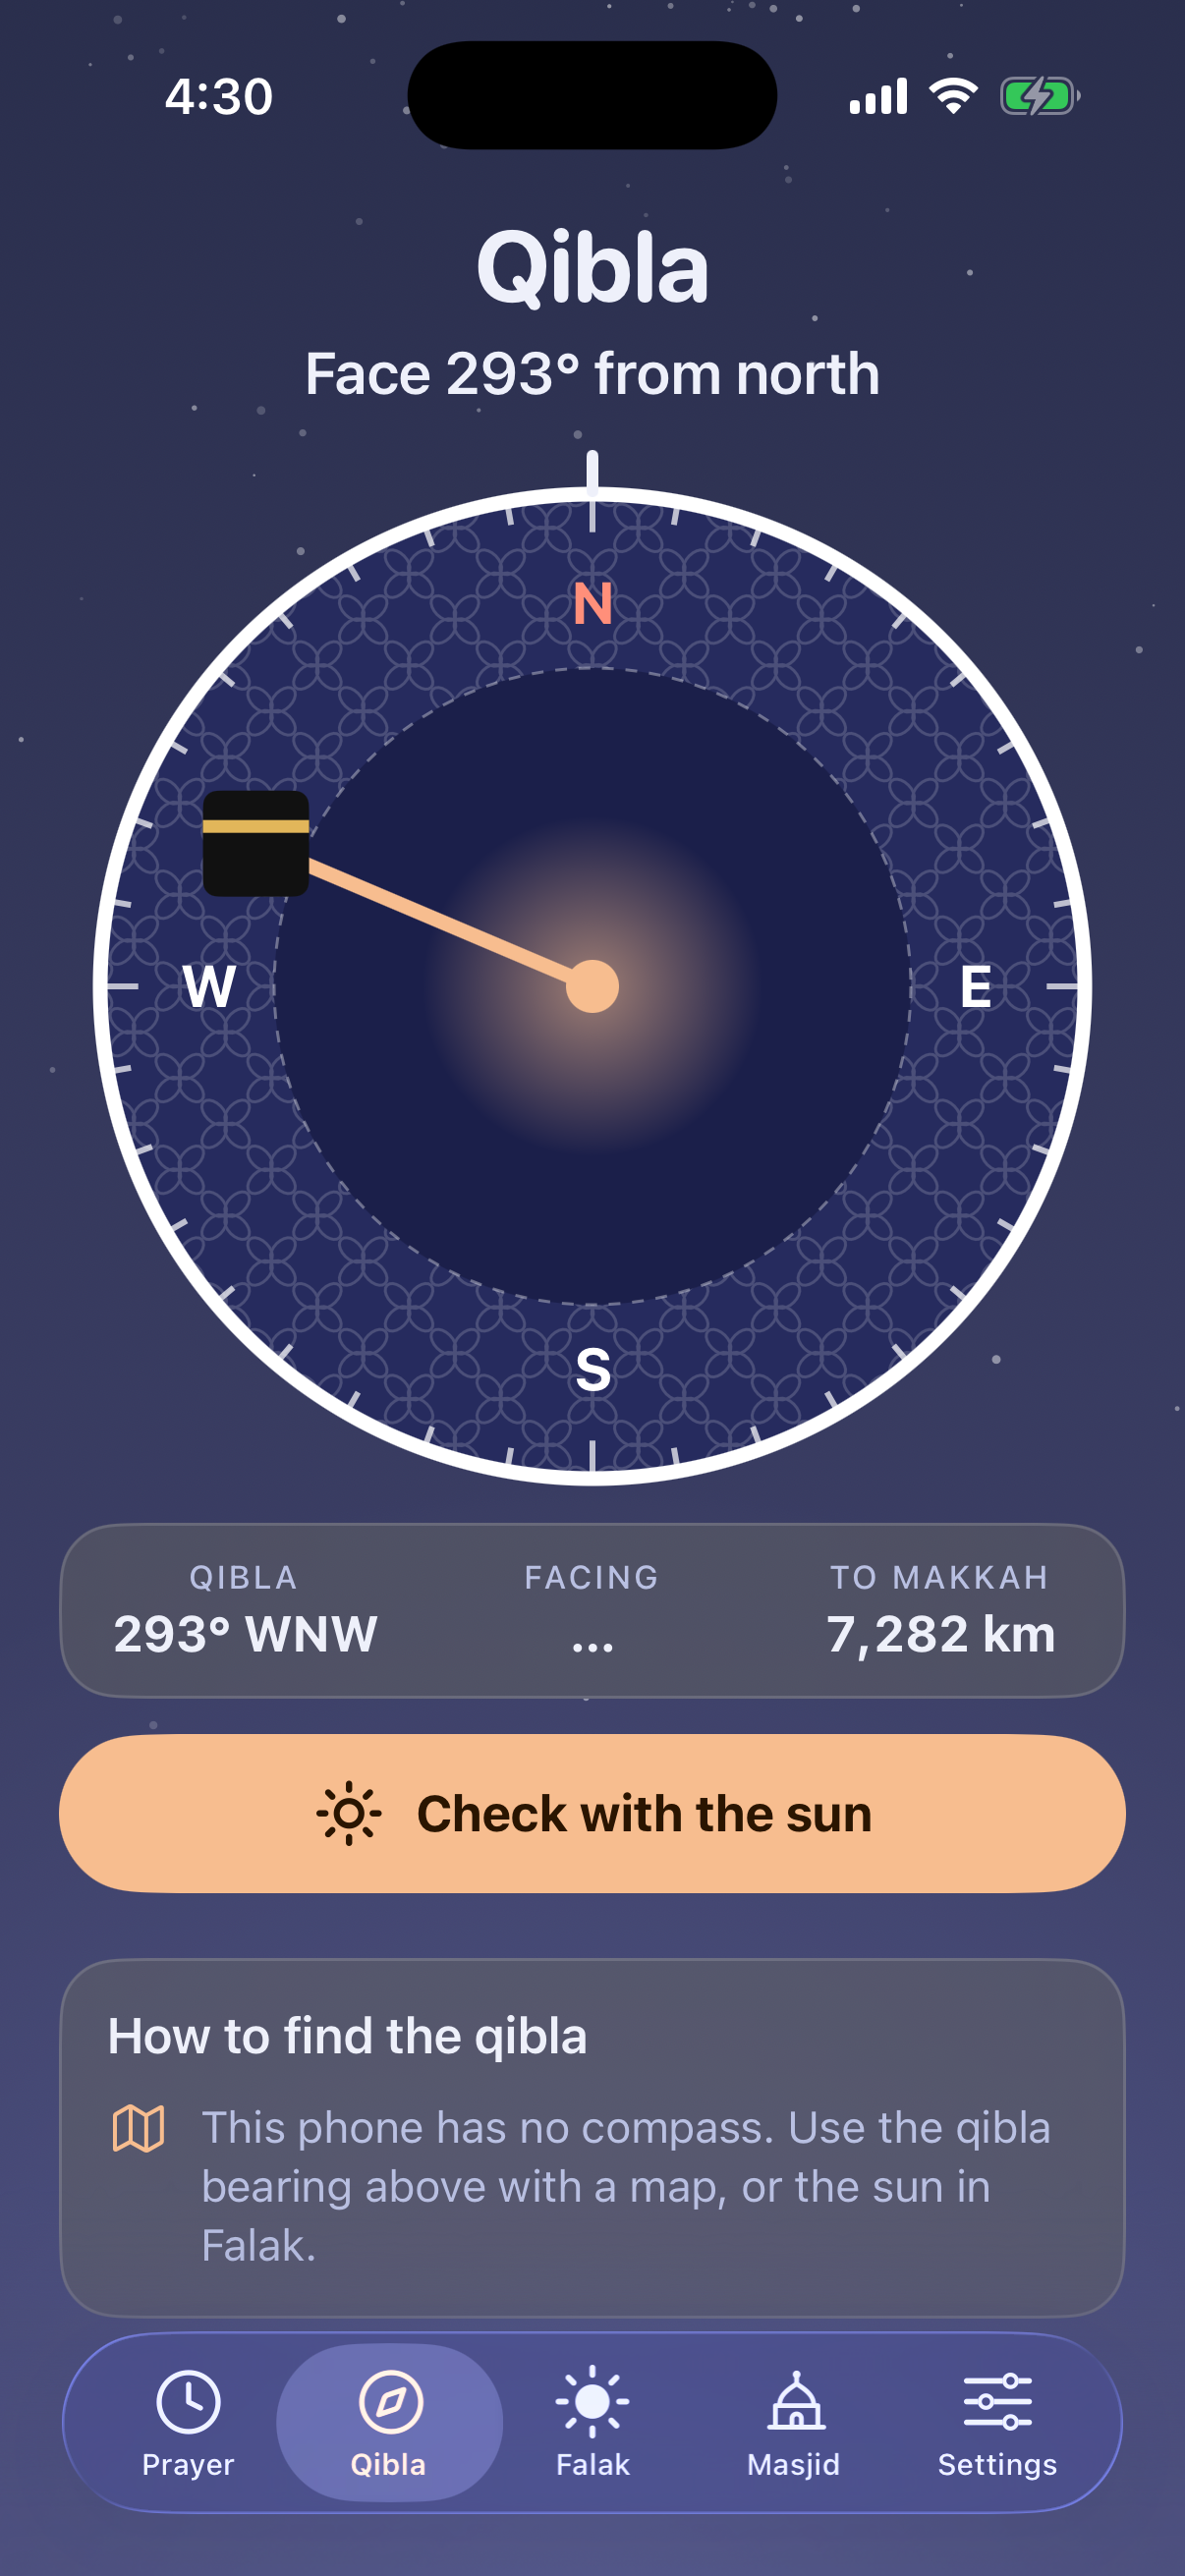 4:30
Qibla
Face 293° from north
N
W
E
S
QIBLA
293° WNW
FACING
...
TO MAKKAH
7,282 km
Check with the sun
How to find the qibla
This phone has no compass. Use the qibla
bearing above with a map, or the sun in
Falak.
Prayer
Qibla
Falak
Masjid
Settings